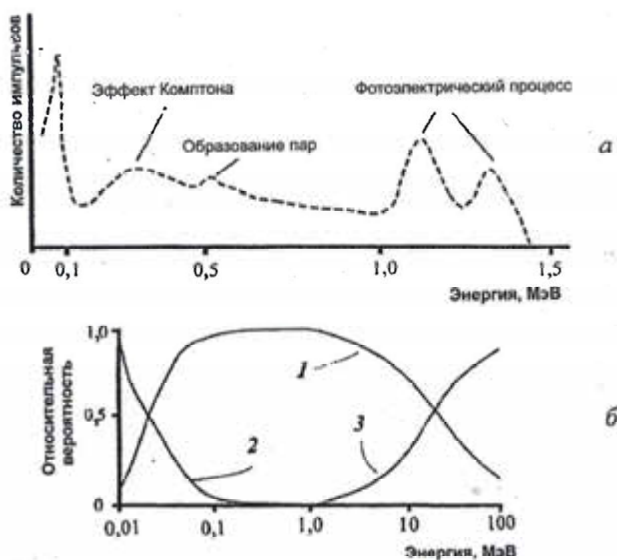 Количество импульсов
Эффект Комптона
Образование пар
Фотоэлектрический процесс
а
0
0,1
0,5
1,0
1,5
Энергия, МэВ
Относительная
вероятность
1,0
0,5
0
1
2
3
б
0.01
0,1
1,0
10
100
Энергия, МэВ